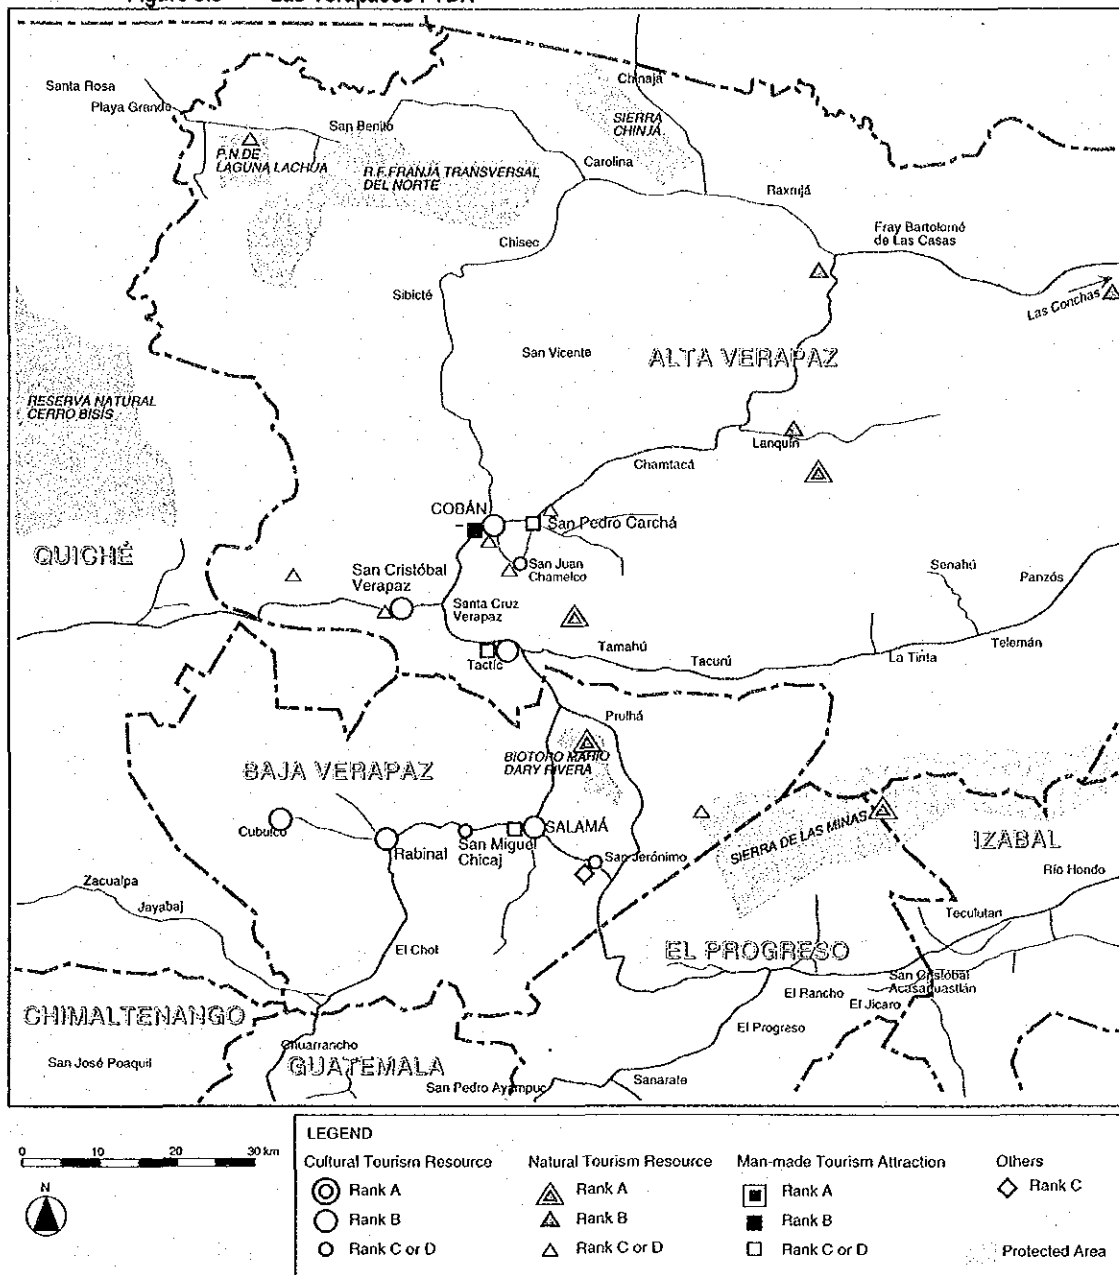 Las Verapaces PTDA
Santa Rosa
Playa Grande
Chinajá
San Benito
SIERRA
CHINJA
P.N.DE
LAGUNA LACHUA
R.F.FRANJA TRANSVERSAL
DEL NORTE
Carolina
Raxrujá
Chisec
Fray Bartolomé
de Las Casas
Sibicté
Las Conchas
San Vicente
ALTA VERAPAZ
RESERVA NATURAL
CERRO BISIS
Lanquín
Chamtacá
COBÁN
San Pedro Carchá
QUICHÉ
San Cristóbal
Verapaz
San Juan
Chamelco
Senahú
Panzós
Santa Cruz
Verapaz
Tamahú
Telemán
Tactic
Tacurú
La Tinta
Prulhá
BIOTOPO MARIO
DARY RIVERA
BAJA VERAPAZ
Cubulco
SALAMÁ
Rabinal
San Miguel
Chicaj
San Jerónimo
SIERRA DE LAS MINAS
IZABAL
Río Hondo
Zacualpa
Jayabaj
Teculutan
El Chol
EL PROGRESO
San Cristóbal
Acasaguastlán
El Rancho
El Jícaro
CHIMALTENANGO
El Progreso
Chuarrancho
San José Poaquil
GUATEMALA
San Pedro Ayampuc
Sanarate
0 10 20 30 km
N
LEGEND
Cultural Tourism Resource
Rank A
Rank B
Rank C or D
Natural Tourism Resource
Rank A
Rank B
Rank C or D
Man-made Tourism Attraction
Rank A
Rank B
Rank C or D
Others
Rank C
Protected Area